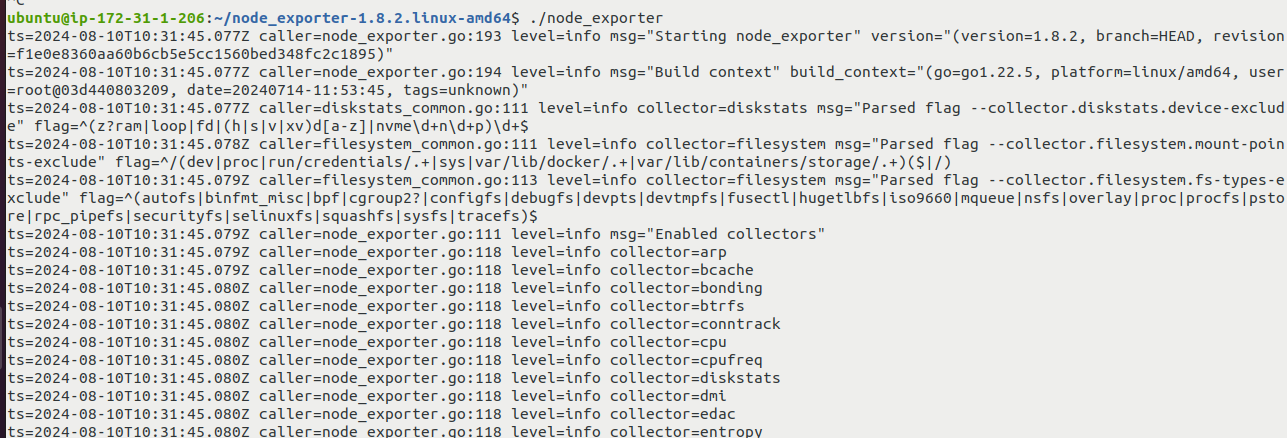 ^C
ubuntu@ip-172-31-1-206:~/node_exporter-1.8.2.linux-amd64$ ./node_exporter
ts=2024-08-10T10:31:45.077Z caller=node_exporter.go:193 level=info msg="Starting node_exporter" version="(version=1.8.2, branch=HEAD, revision
=f1e0e8360aa60b6cb5e5cc1560bed348fc2c1895)"
ts=2024-08-10T10:31:45.077Z caller=node_exporter.go:194 level=info msg="Build context" build_context="(go=go1.22.5, platform=linux/amd64, user
=root@03d440803209, date=20240714-11:53:45, tags=unknown)"
ts=2024-08-10T10:31:45.077Z caller=diskstats_common.go:111 level=info collector=diskstats msg="Parsed flag --collector.diskstats.device-exclud
e" flag=^(z?ram|loop|fd|(h|s|v|xv)d[a-z]|nvme\d+n\d+p)\d+$
ts=2024-08-10T10:31:45.078Z caller=filesystem_common.go:111 level=info collector=filesystem msg="Parsed flag --collector.filesystem.mount-poin
ts-exclude" flag=^/(dev|proc|run/credentials/.+|sys|var/lib/docker/.+|var/lib/containers/storage/.+)($|/)
ts=2024-08-10T10:31:45.079Z caller=filesystem_common.go:113 level=info collector=filesystem msg="Parsed flag --collector.filesystem.fs-types-e
xclude" flag=^(autofs|binfmt_misc|bpf|cgroup2?|configfs|debugfs|devpts|devtmpfs|fusectl|hugetlbfs|iso9660|mqueue|nsfs|overlay|proc|procfs|psto
re|rpc_pipefs|securityfs|selinuxfs|squashfs|sysfs|tracefs)$
ts=2024-08-10T10:31:45.079Z caller=node_exporter.go:111 level=info msg="Enabled collectors"
ts=2024-08-10T10:31:45.079Z caller=node_exporter.go:118 level=info collector=arp
ts=2024-08-10T10:31:45.079Z caller=node_exporter.go:118 level=info collector=bcache
ts=2024-08-10T10:31:45.080Z caller=node_exporter.go:118 level=info collector=bonding
ts=2024-08-10T10:31:45.080Z caller=node_exporter.go:118 level=info collector=btrfs
ts=2024-08-10T10:31:45.080Z caller=node_exporter.go:118 level=info collector=conntrack
ts=2024-08-10T10:31:45.080Z caller=node_exporter.go:118 level=info collector=cpu
ts=2024-08-10T10:31:45.080Z caller=node_exporter.go:118 level=info collector=cpufreq
ts=2024-08-10T10:31:45.080Z caller=node_exporter.go:118 level=info collector=diskstats
ts=2024-08-10T10:31:45.080Z caller=node_exporter.go:118 level=info collector=dmi
ts=2024-08-10T10:31:45.080Z caller=node_exporter.go:118 level=info collector=edac
ts=2024-08-10T10:31:45.080Z caller=node_exporter.go:118 level=info collector=entropy